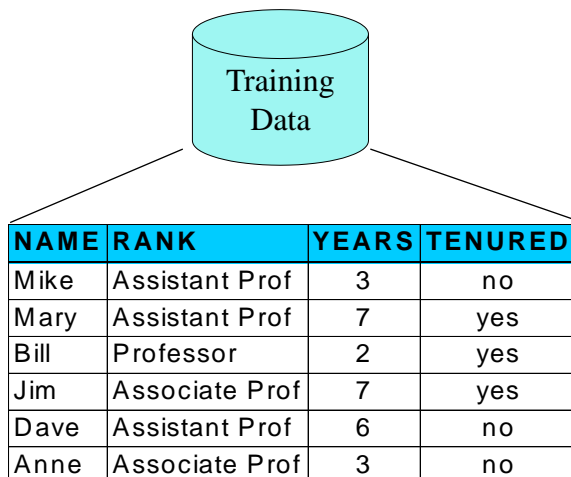 Training
Data
NAME RANK YEARS TENURED
Mike Assistant Prof 3 no
Mary Assistant Prof 7 yes
Bill Professor 2 yes
Jim Associate Prof 7 yes
Dave Assistant Prof 6 no
Anne Associate Prof 3 no